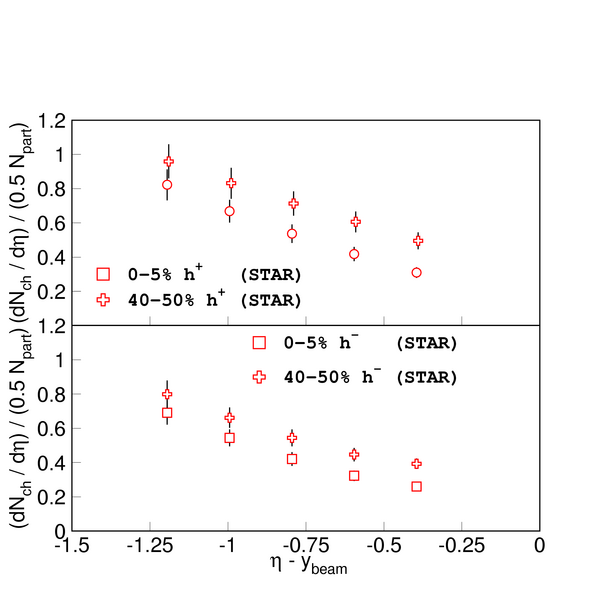 1.2
1
0.8
0.6
0.4
0.2
(dN_ch / dη) / (0.5 N_part)
0−5% h^+ (STAR)
40−50% h^+ (STAR)
1.2
1
0.8
0.6
0.4
0.2
0
(dN_ch / dη) / (0.5 N_part)
0−5% h^− (STAR)
40−50% h^− (STAR)
-1.5 -1.25 -1 -0.75 -0.5 -0.25 0
η - y_beam